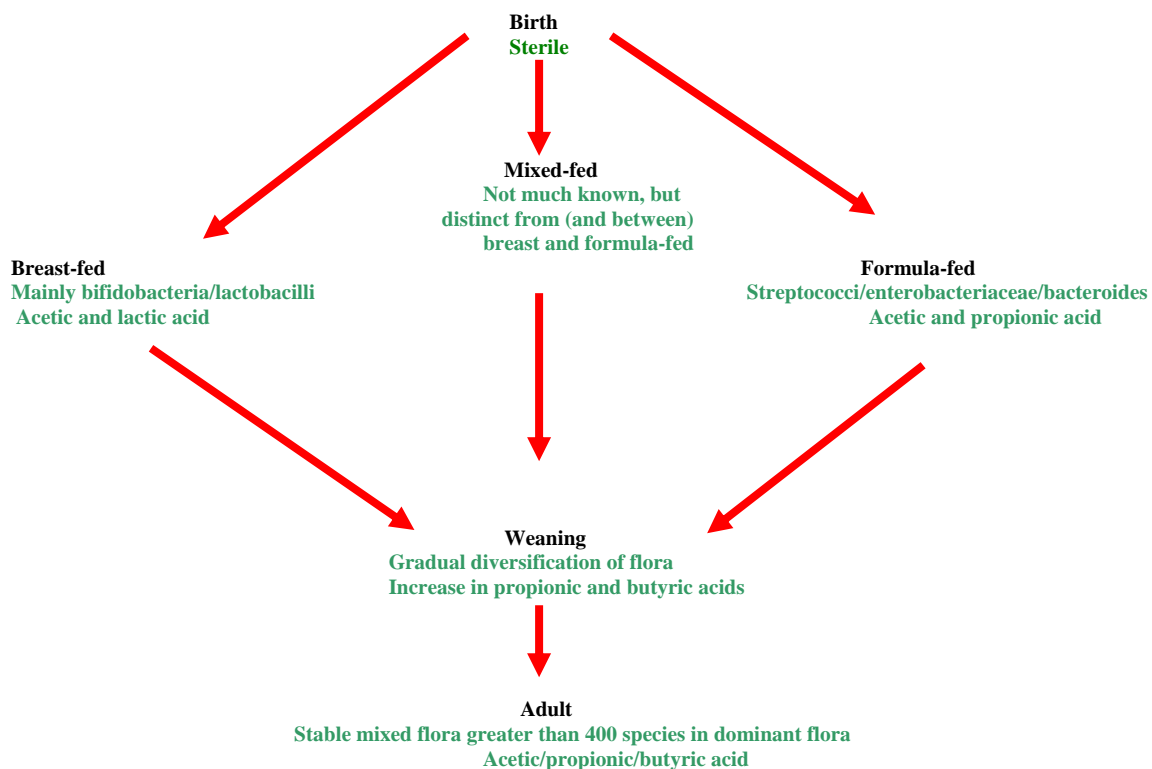 Birth
Sterile
Mixed-fed
Not much known, but
distinct from (and between)
breast and formula-fed
Breast-fed
Mainly bifidobacteria/lactobacilli
Acetic and lactic acid
Formula-fed
Streptococci/enterobacteriaceae/bacteroides
Acetic and propionic acid
Weaning
Gradual diversification of flora
Increase in propionic and butyric acids
Adult
Stable mixed flora greater than 400 species in dominant flora
Acetic/propionic/butyric acid